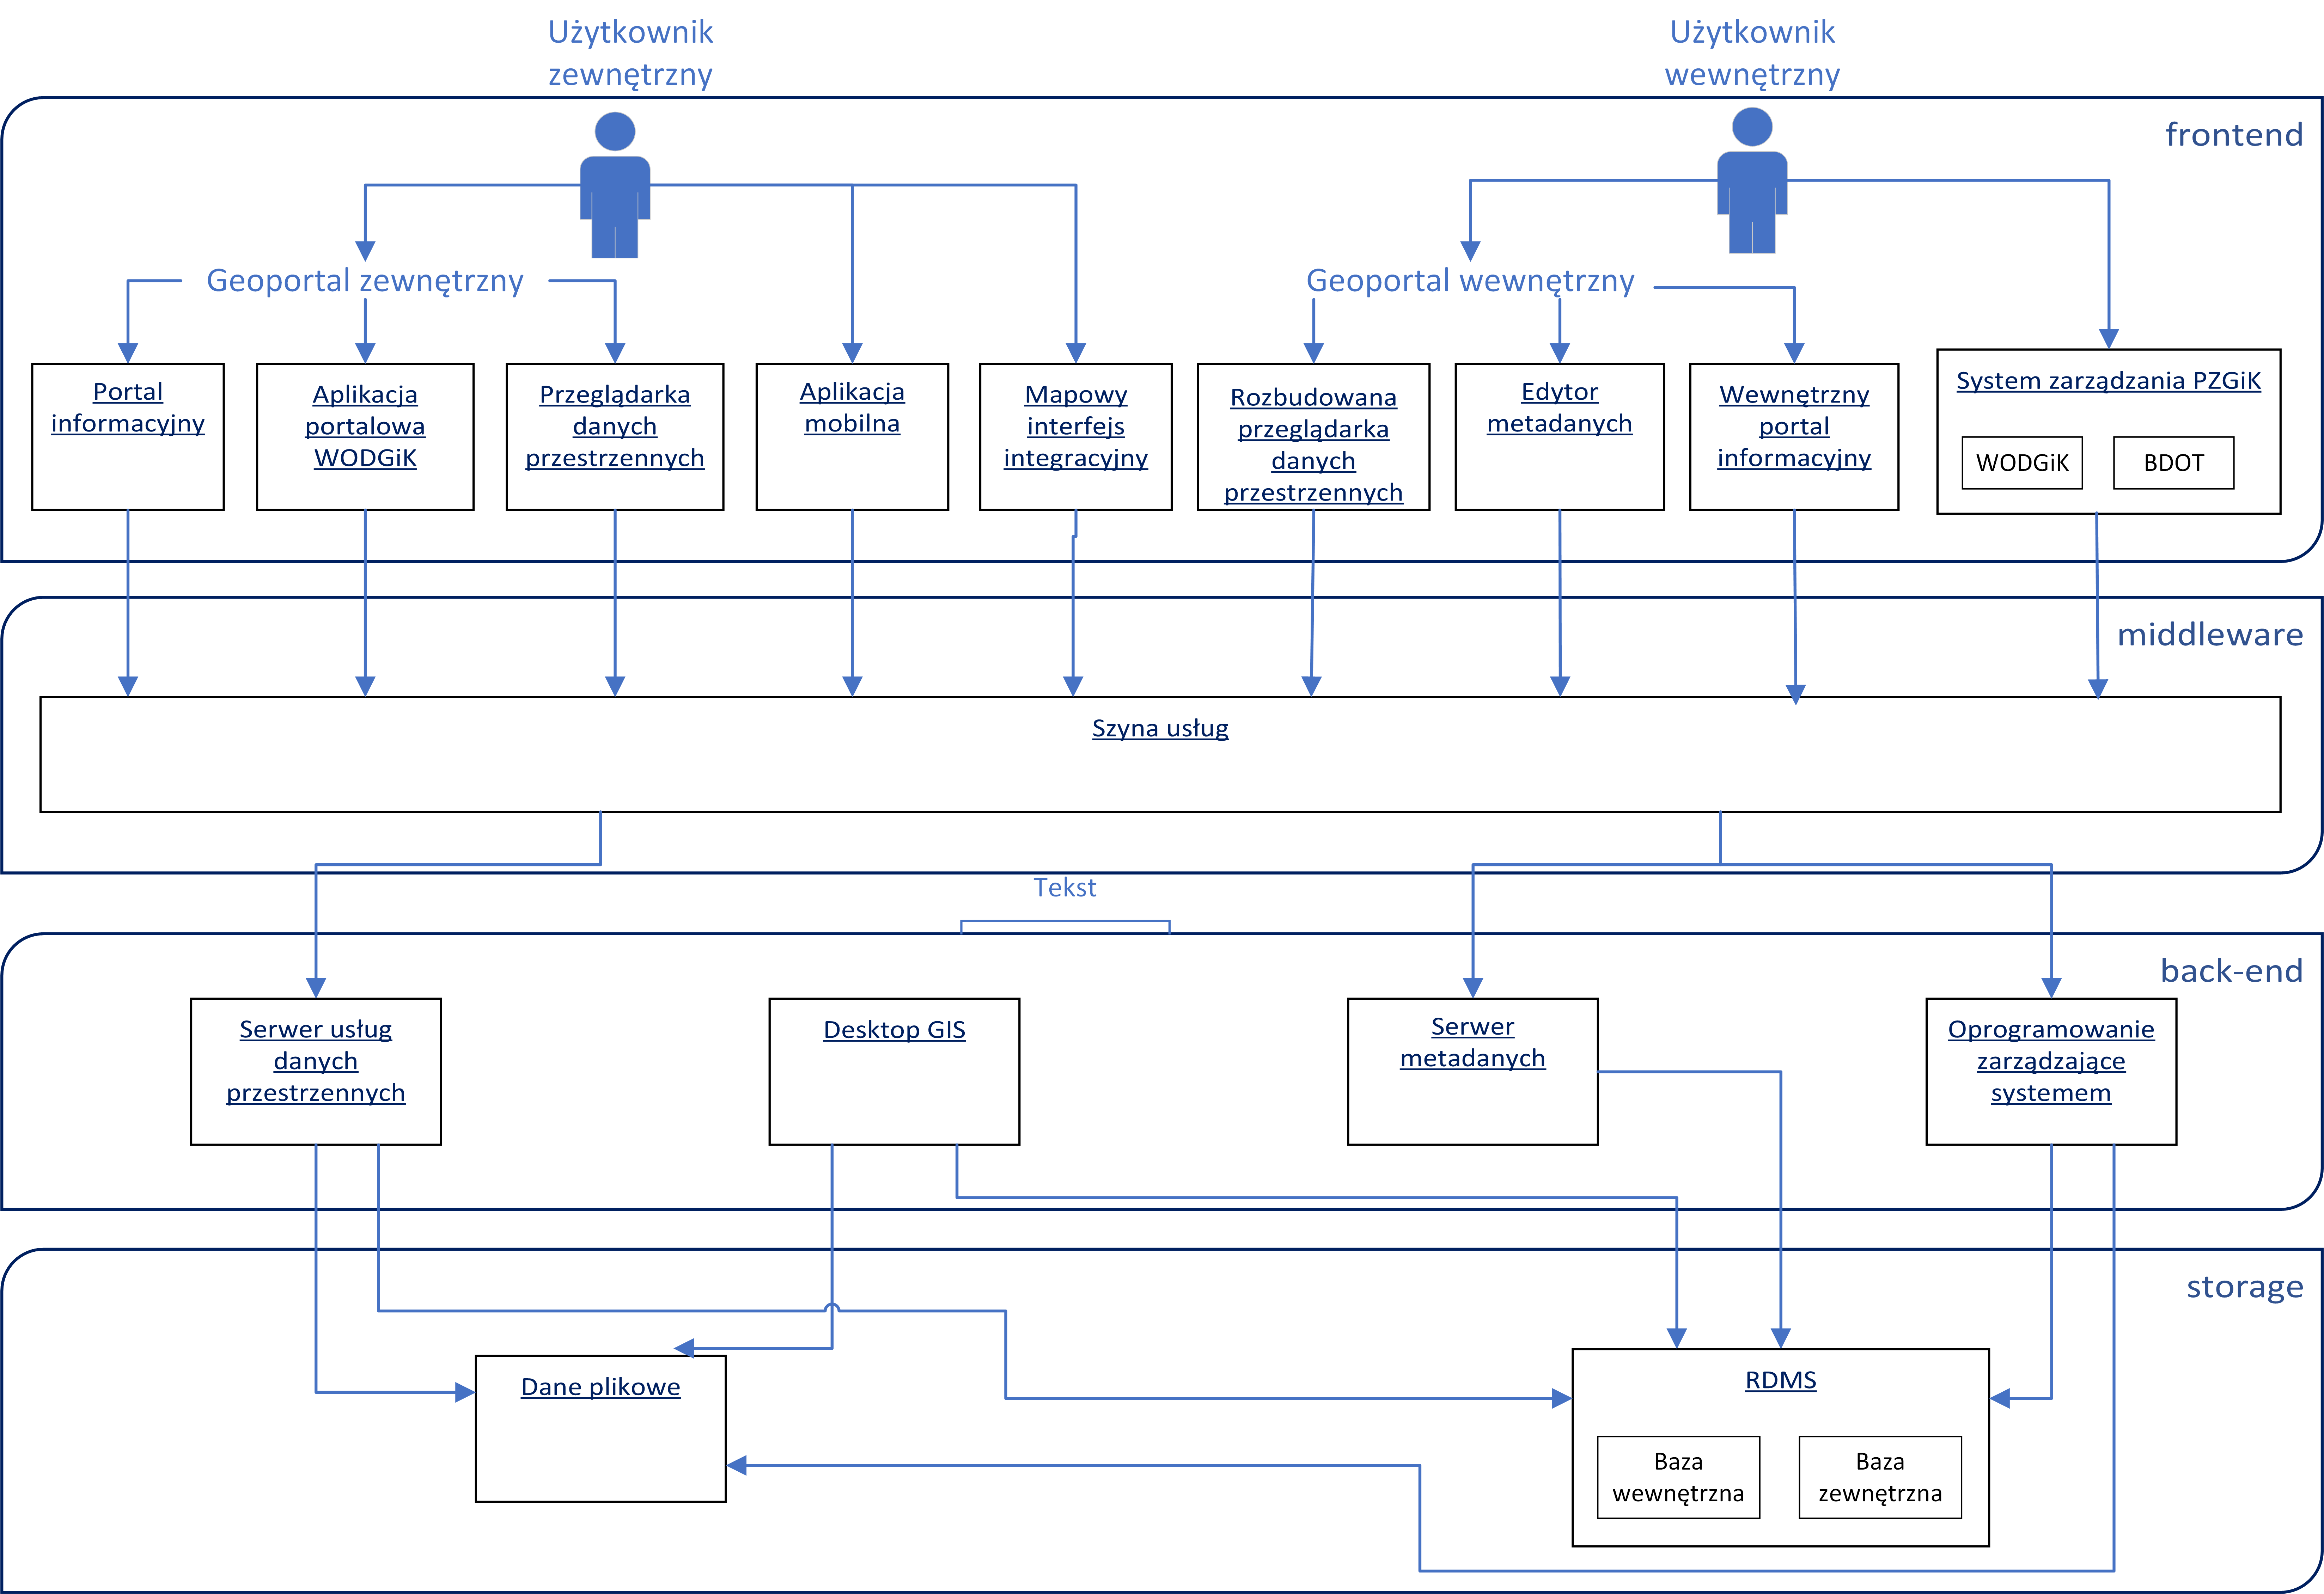 Użytkownik
zewnętrzny
Użytkownik
wewnętrzny
frontend
Geoportal zewnętrzny
Geoportal wewnętrzny
Portal
informacyjny
Aplikacja
portalowa
WODGiK
Przeglądarka
danych
przestrzennych
Aplikacja
mobilna
Mapowy
interfejs
integracyjny
Rozbudowana
przeglądarka
danych
przestrzennych
Edytor
metadanych
Wewnętrzny
portal
informacyjny
System zarządzania PZGiK
WODGiK
BDOT
middleware
Szyna usług
Tekst
back-end
Serwer usług
danych
przestrzennych
Desktop GIS
Serwer
metadanych
Oprogramowanie
zarządzające
systemem
storage
Dane plikowe
RDMS
Baza
wewnętrzna
Baza
zewnętrzna